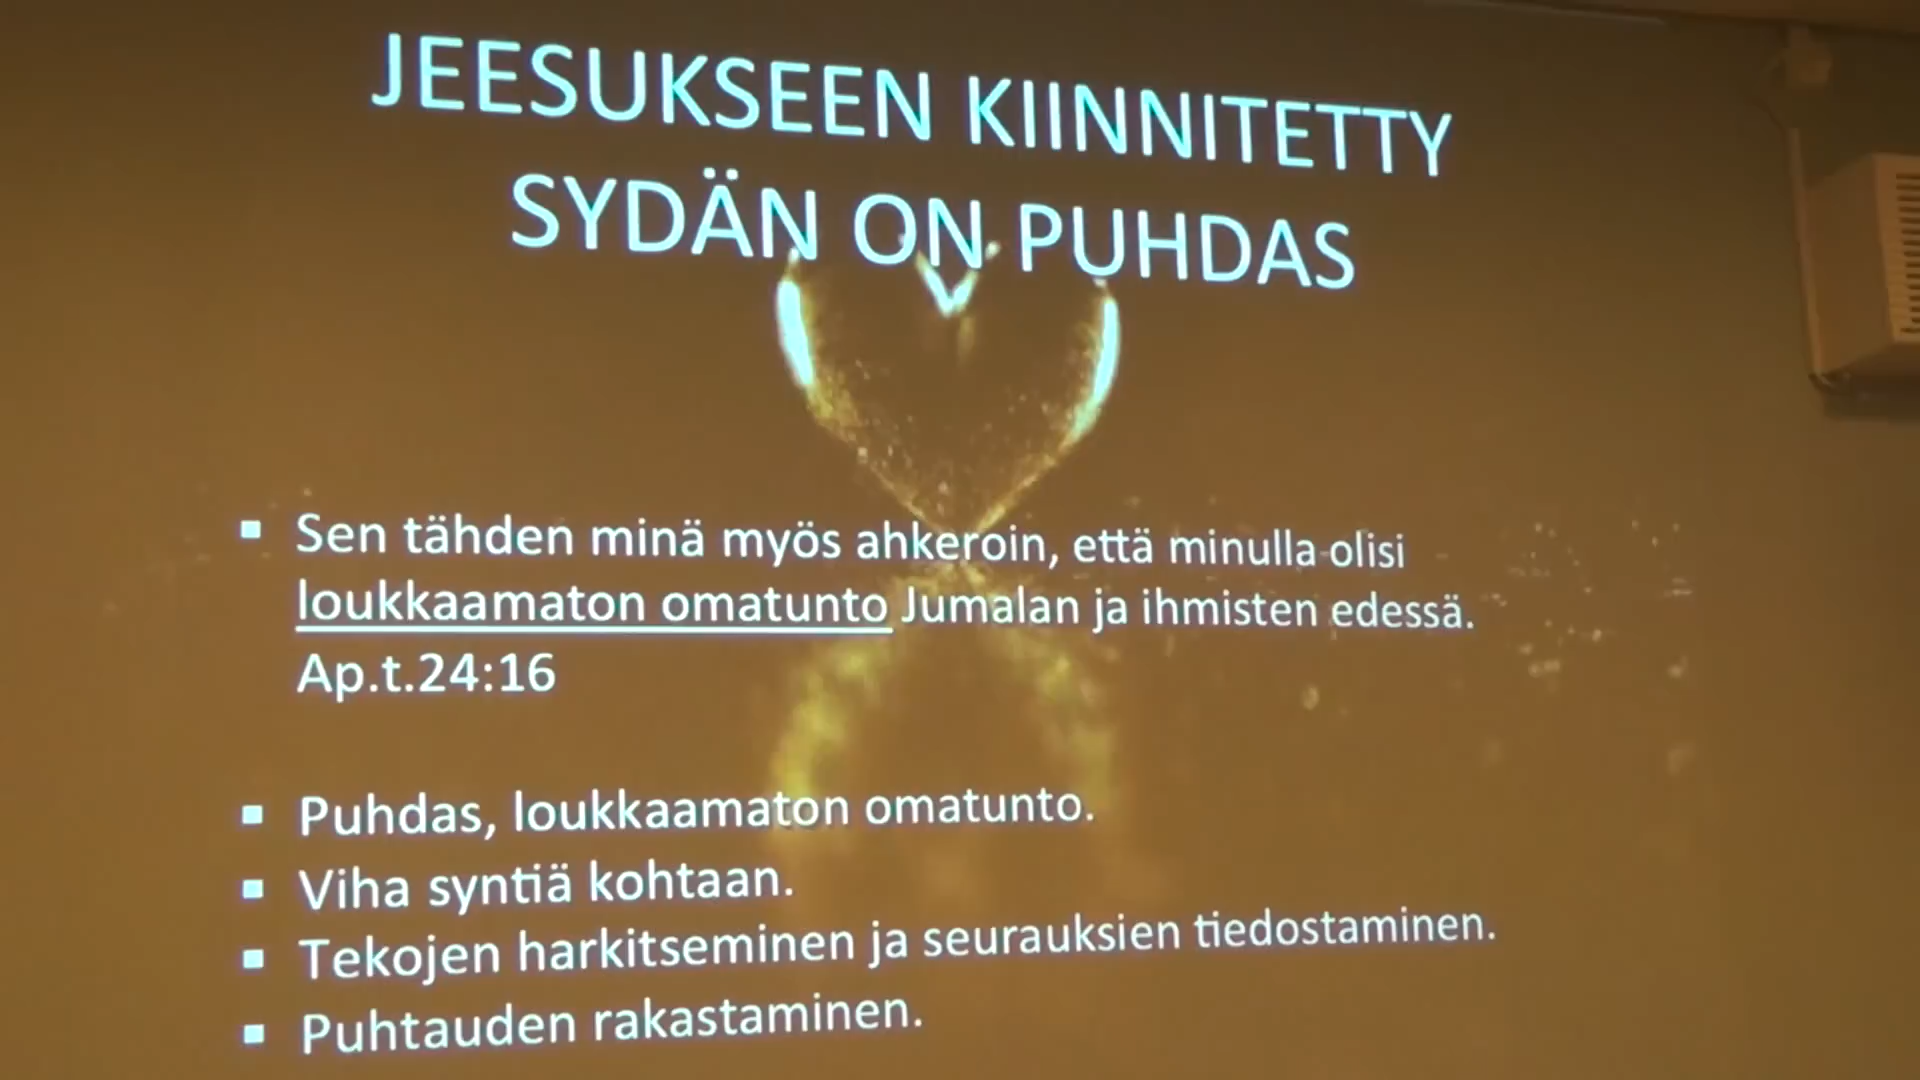 JEESUKSEEN KIINNITETTY
SYDÄN ON PUHDAS
▪ Sen tähden minä myös ahkeroin, että minulla olisi
loukkaamaton omatunto Jumalan ja ihmisten edessä.
Ap.t.24:16
▪ Puhdas, loukkaamaton omatunto.
▪ Viha syntiä kohtaan.
▪ Tekojen harkitseminen ja seurauksien tiedostaminen.
▪ Puhtauden rakastaminen.